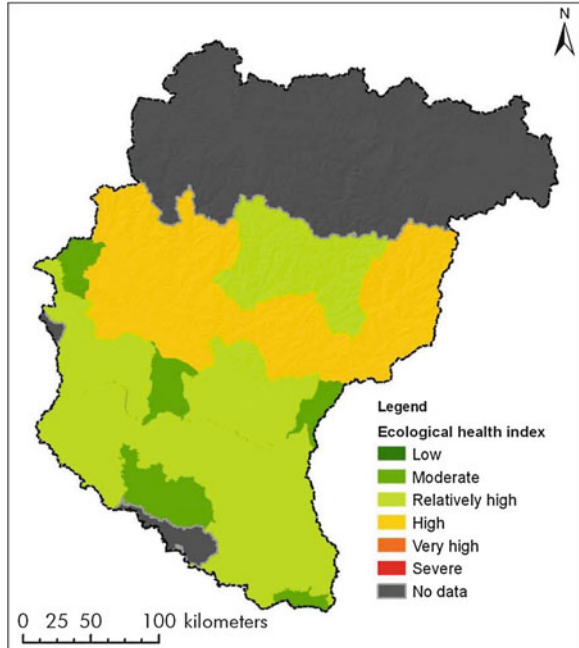 N
Legend
Ecological health index
Low
Moderate
Relatively high
High
Very high
Severe
No data
0 25 50 100 kilometers